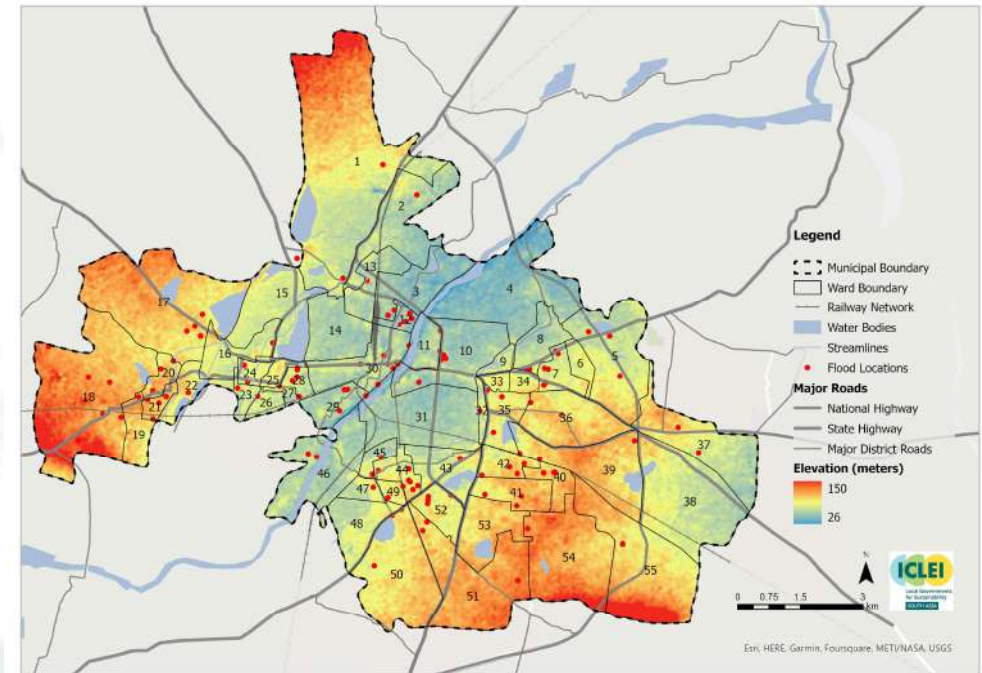 1
2
13
3
4
15
17
5
12
14
11
10
8
16
9
6
5
30
7
20
24
25
28
33
34
18
22
23
27
26
21
29
32
35
36
31
19
37
45
43
42
39
46
44
40
47
49
41
38
52
48
53
54
50
55
51
Legend
Municipal Boundary
Ward Boundary
Railway Network
Water Bodies
Streamlines
Flood Locations
Major Roads
National Highway
State Highway
Major District Roads
Elevation (meters)
150
26
N
0 0.75 1.5 3
km
ICLEI
Local Governments
for Sustainability
SOUTH ASIA
Esri, HERE, Garmin, Foursquare, METI/NASA, USGS